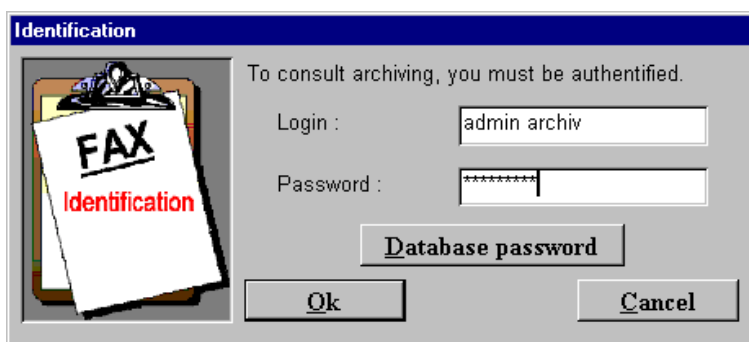 Identification
To consult archiving, you must be authentified.
FAX
Identification
Login :
admin archiv
Password :
*********
Database password
Ok
Cancel